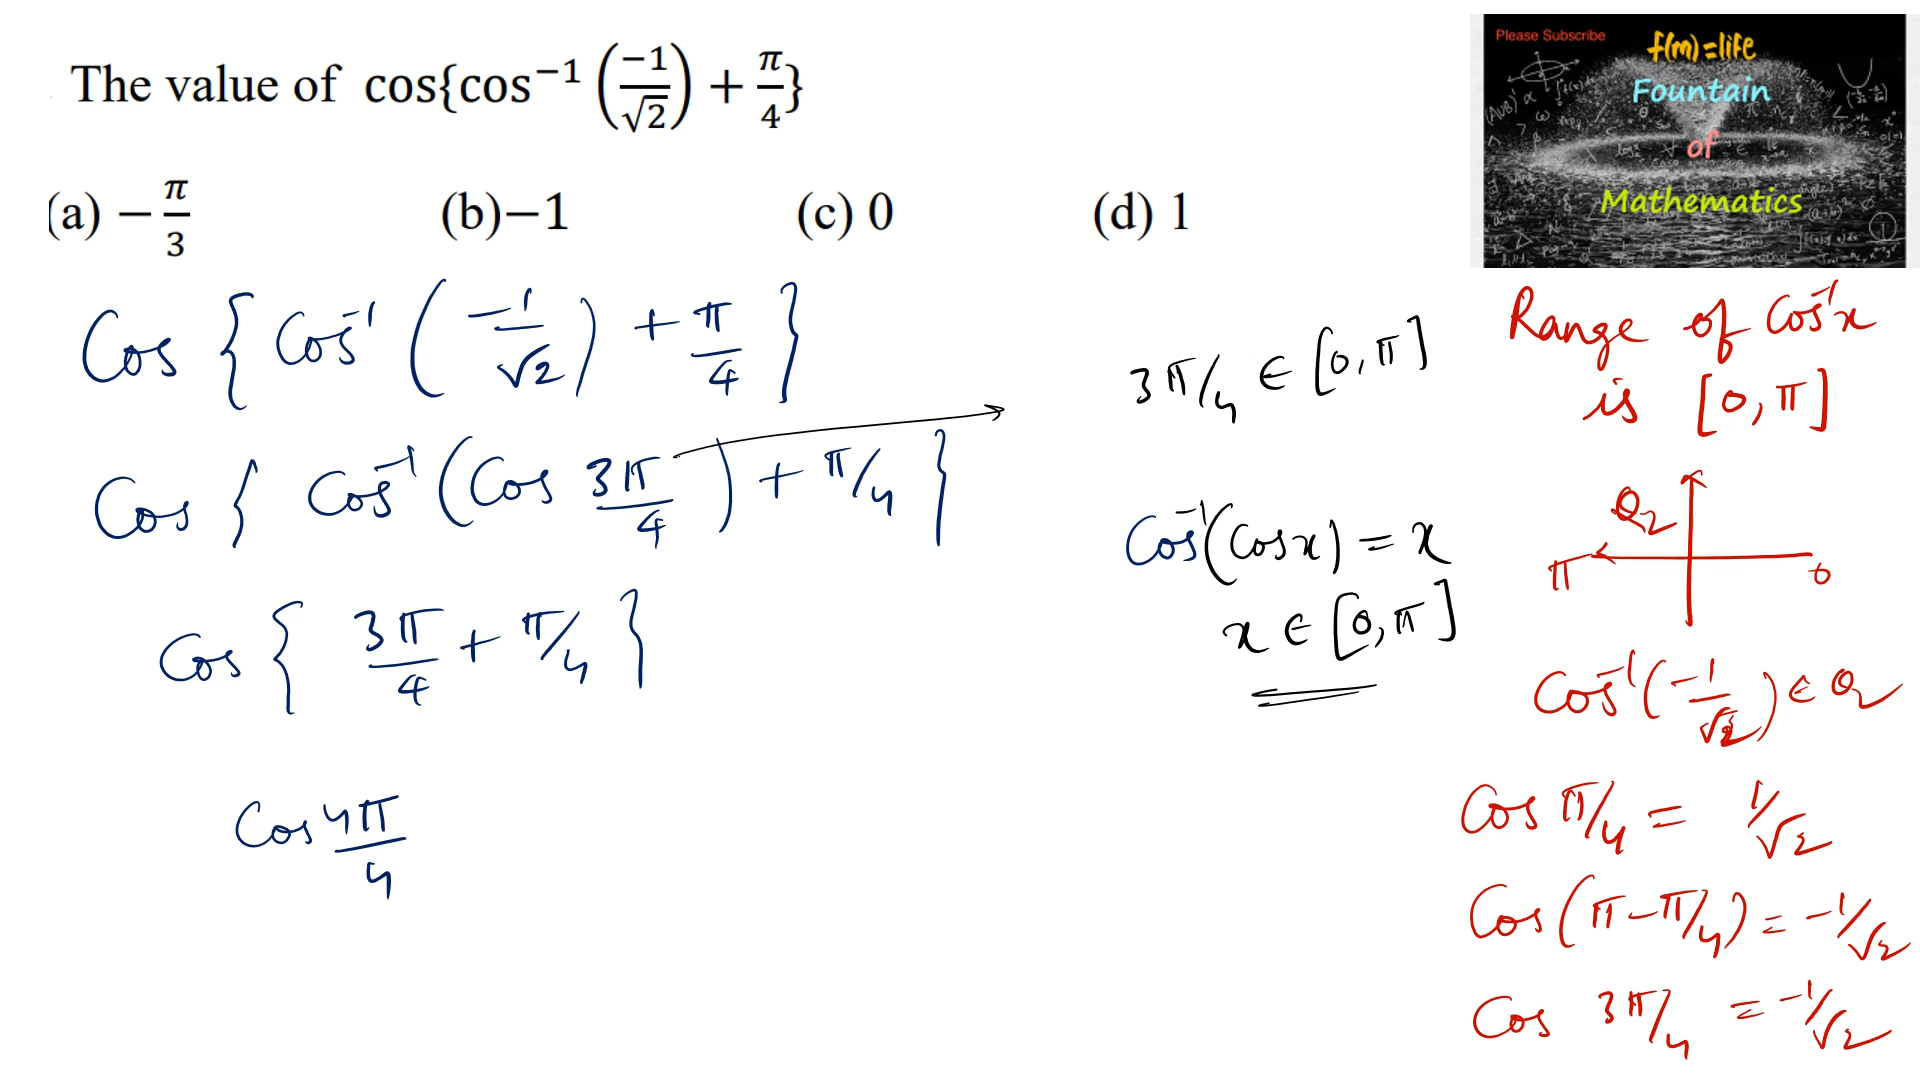 The value of cos{cos⁻¹(-1/√2) + π/4}
(a) −π/3 (b)−1 (c) 0 (d) 1
Please Subscribe
f(m)=life
Fountain
of
Mathematics
Cos { Cos⁻¹ ( -1/√2 ) + π/4 }
Cos { Cos⁻¹ ( Cos 3π/4 ) + π/4 }
Cos { 3π/4 + π/4 }
Cos 4π/4
3π/4 ∈ [0, π]
Cos⁻¹(Cosx) = x
x ∈ [0, π]
Range of Cos⁻¹x
is [0, π]
Q2
π 0
Cos⁻¹(-1/√2) ∈ Q2
Cos π/4 = 1/√2
Cos (π - π/4) = -1/√2
Cos 3π/4 = -1/√2